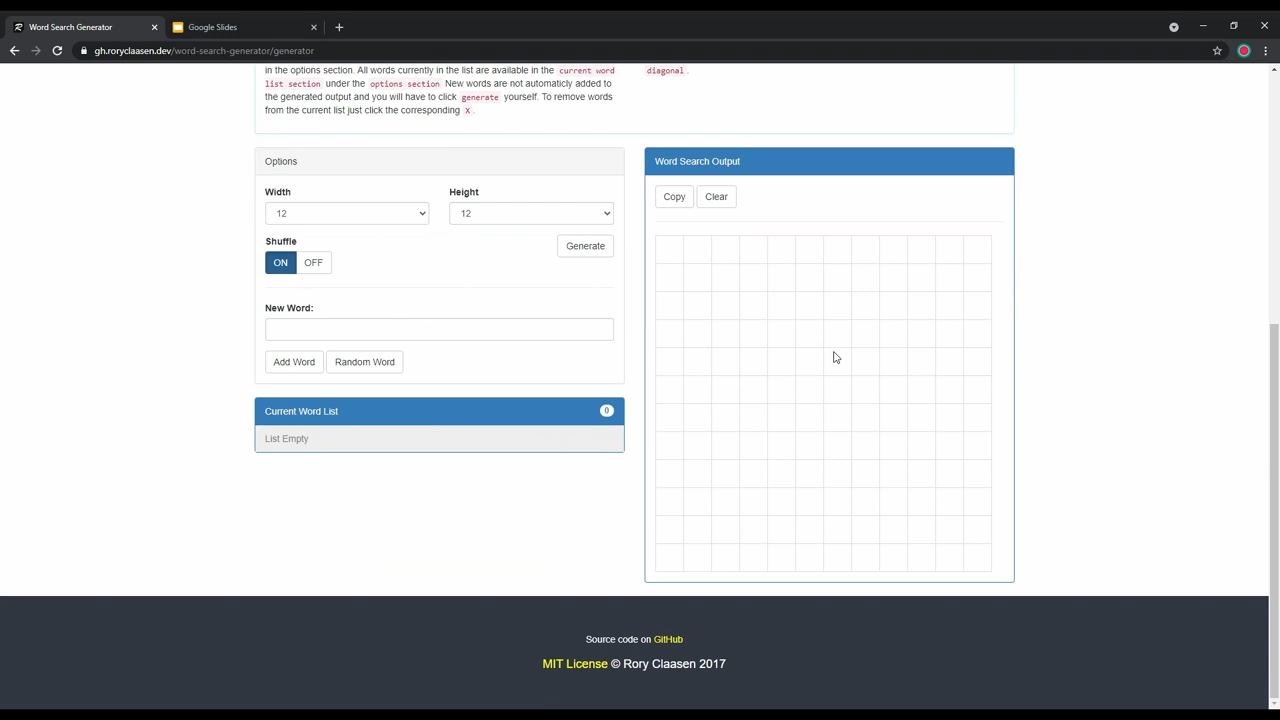 Word Search Generator
Google Slides
gh.roryclaasen.dev/word-search-generator/generator
in the options section. All words currently in the list are available in the current word
list section under the options section New words are not automaticly added to
the generated output and you will have to click generate yourself. To remove words
from the current list just click the corresponding X.
diagonal.
Options
Width
Height
12
12
Shuffle
ON
OFF
Generate
New Word:
Add Word
Random Word
Current Word List
0
List Empty
Word Search Output
Copy
Clear
Source code on GitHub
MIT License © Rory Claasen 2017